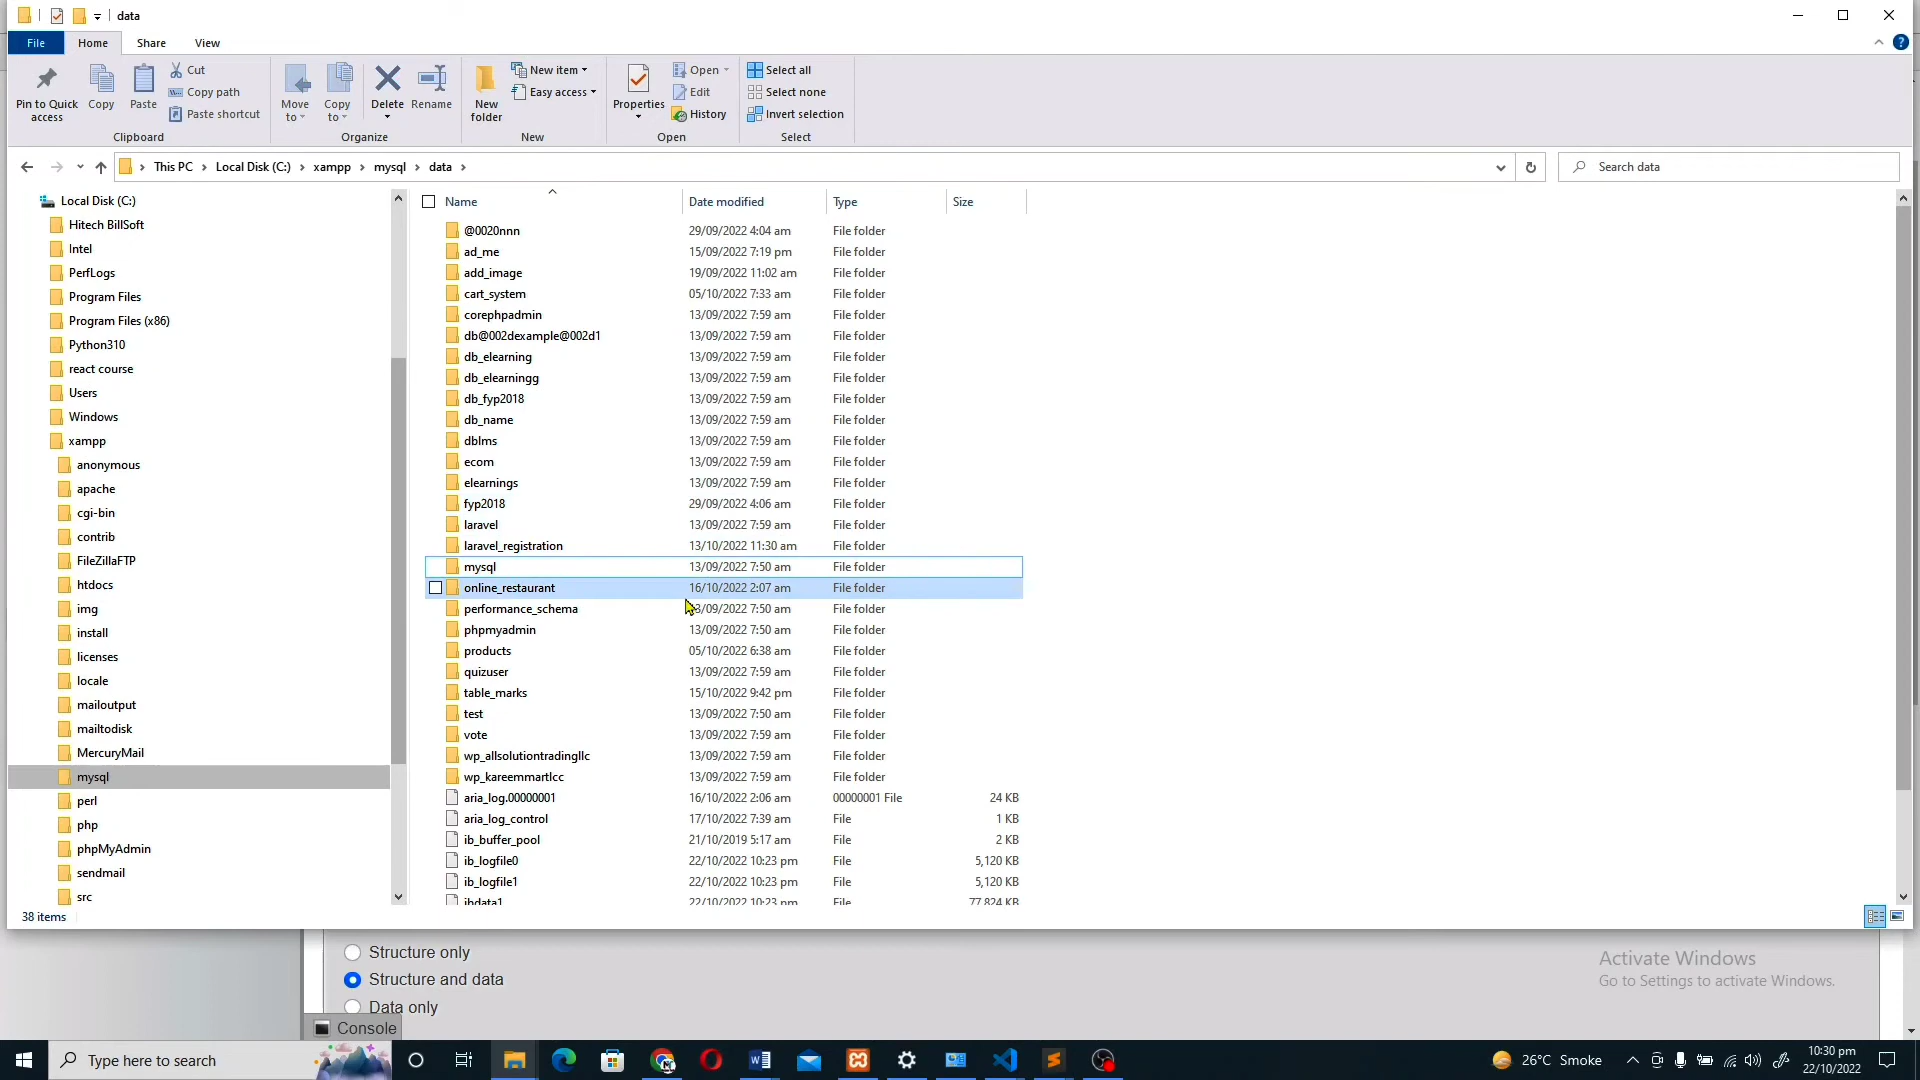 data
File Home Share View
Pin to Quick access
Copy
Paste
Cut
Copy path
Paste shortcut
Clipboard
Move to
Copy to
Delete
Rename
Organize
New folder
New item
Easy access
New
Properties
Open
Edit
History
Open
Select all
Select none
Invert selection
Select
This PC > Local Disk (C:) > xampp > mysql > data >
Search data
Local Disk (C:)
Hitech BillSoft
Intel
PerfLogs
Program Files
Program Files (x86)
Python310
react course
Users
Windows
xampp
anonymous
apache
cgi-bin
contrib
FileZillaFTP
htdocs
img
install
licenses
locale
mailoutput
mailtodisk
MercuryMail
mysql
perl
php
phpMyAdmin
sendmail
src
Name Date modified Type Size
@0020nnn 29/09/2022 4:04 am File folder
ad_me 15/09/2022 7:19 pm File folder
add_image 19/09/2022 11:02 am File folder
cart_system 05/10/2022 7:33 am File folder
corephpadmin 13/09/2022 7:59 am File folder
db@002dexample@002d1 13/09/2022 7:59 am File folder
db_elearning 13/09/2022 7:59 am File folder
db_elearningg 13/09/2022 7:59 am File folder
db_fyp2018 13/09/2022 7:59 am File folder
db_name 13/09/2022 7:59 am File folder
dblms 13/09/2022 7:59 am File folder
ecom 13/09/2022 7:59 am File folder
elearnings 13/09/2022 7:59 am File folder
fyp2018 29/09/2022 4:06 am File folder
laravel 13/09/2022 7:59 am File folder
laravel_registration 13/10/2022 11:30 am File folder
mysql 13/09/2022 7:50 am File folder
online_restaurant 16/10/2022 2:07 am File folder
performance_schema 3/09/2022 7:50 am File folder
phpmyadmin 13/09/2022 7:50 am File folder
products 05/10/2022 6:38 am File folder
quizuser 13/09/2022 7:59 am File folder
table_marks 15/10/2022 9:42 pm File folder
test 13/09/2022 7:50 am File folder
vote 13/09/2022 7:59 am File folder
wp_allsolutiontradingllc 13/09/2022 7:59 am File folder
wp_kareemmartlcc 13/09/2022 7:59 am File folder
aria_log.00000001 16/10/2022 2:06 am 00000001 File 24 KB
aria_log_control 17/10/2022 7:39 am File 1 KB
ib_buffer_pool 21/10/2019 5:17 am File 2 KB
ib_logfile0 22/10/2022 10:23 pm File 5,120 KB
ib_logfile1 22/10/2022 10:23 pm File 5,120 KB
ibdata1 22/10/2022 10:23 pm File 77,824 KB
38 items
Structure only
Structure and data
Data only
Console
Activate Windows
Go to Settings to activate Windows.
Type here to search
26°C Smoke
10:30 pm
22/10/2022